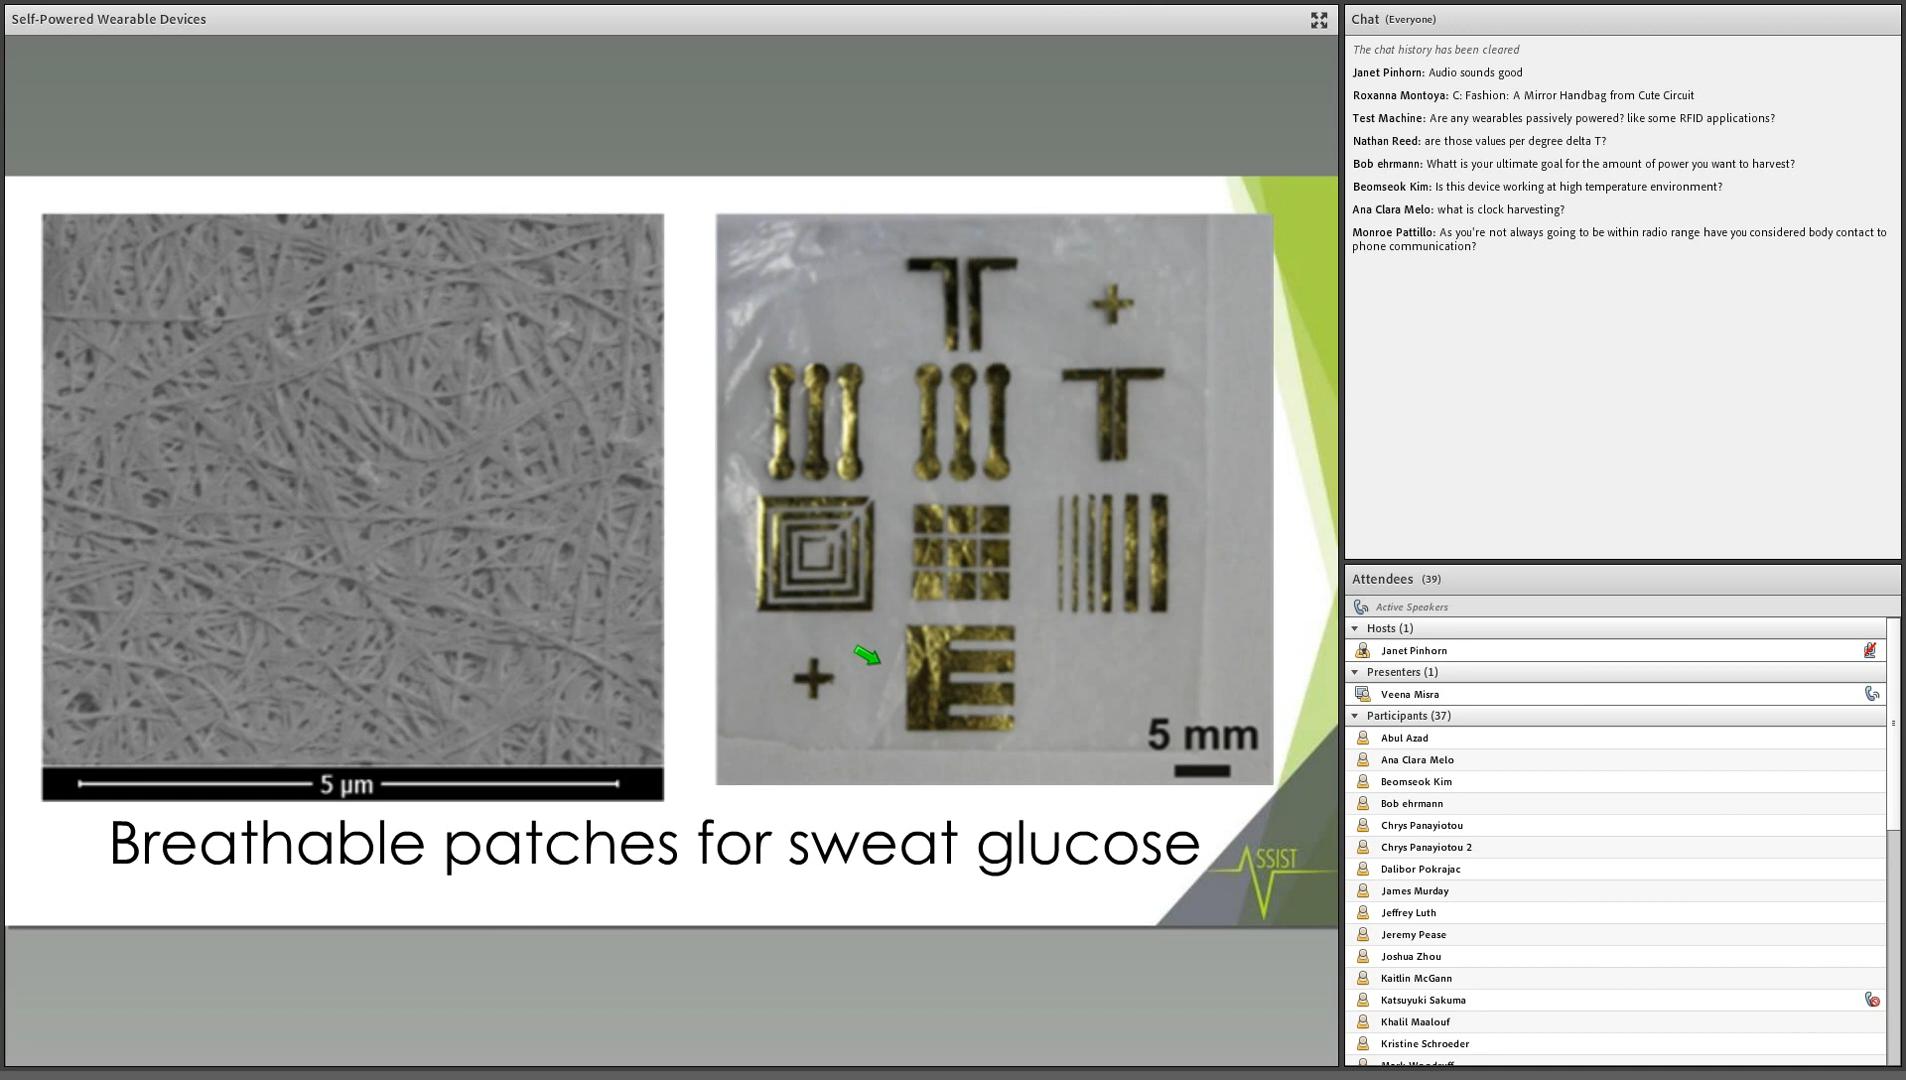 Self-Powered Wearable Devices
5 µm
5 mm
Breathable patches for sweat glucose
ASSIST
Chat (Everyone)
The chat history has been cleared
Janet Pinhorn: Audio sounds good
Roxanna Montoya: C: Fashion: A Mirror Handbag from Cute Circuit
Test Machine: Are any wearables passively powered? like some RFID applications?
Nathan Reed: are those values per degree delta T?
Bob ehrmann: Whatt is your ultimate goal for the amount of power you want to harvest?
Beomseok Kim: Is this device working at high temperature environment?
Ana Clara Melo: what is clock harvesting?
Monroe Pattillo: As you're not always going to be within radio range have you considered body contact to
phone communication?
Attendees (39)
Active Speakers
Hosts (1)
Janet Pinhorn
Presenters (1)
Veena Misra
Participants (37)
Abul Azad
Ana Clara Melo
Beomseok Kim
Bob ehrmann
Chrys Panayiotou
Chrys Panayiotou 2
Dalibor Pokrajac
James Murday
Jeffrey Luth
Jeremy Pease
Joshua Zhou
Kaitlin McGann
Katsuyuki Sakuma
Khalil Maalouf
Kristine Schroeder